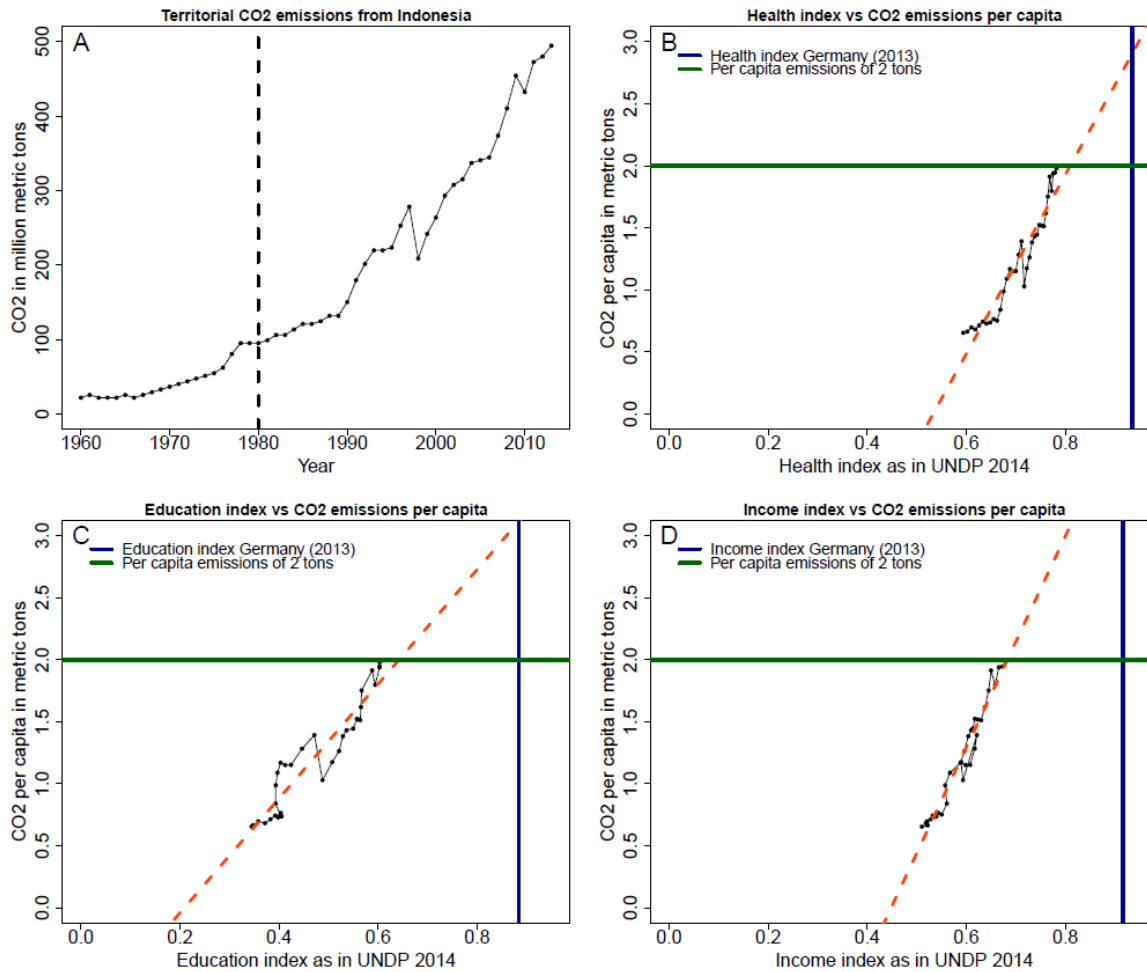 Territorial CO2 emissions from Indonesia
A
CO2 in million metric tons
0
100
200
300
400
500
1960 1970 1980 1990 2000 2010
Year
Health index vs CO2 emissions per capita
B
Health index Germany (2013)
Per capita emissions of 2 tons
CO2 per capita in metric tons
0.0
0.5
1.0
1.5
2.0
2.5
3.0
0.0 0.2 0.4 0.6 0.8
Health index as in UNDP 2014
Education index vs CO2 emissions per capita
C
Education index Germany (2013)
Per capita emissions of 2 tons
CO2 per capita in metric tons
0.0
0.5
1.0
1.5
2.0
2.5
3.0
0.0 0.2 0.4 0.6 0.8
Education index as in UNDP 2014
Income index vs CO2 emissions per capita
D
Income index Germany (2013)
Per capita emissions of 2 tons
CO2 per capita in metric tons
0.0
0.5
1.0
1.5
2.0
2.5
3.0
0.0 0.2 0.4 0.6 0.8
Income index as in UNDP 2014